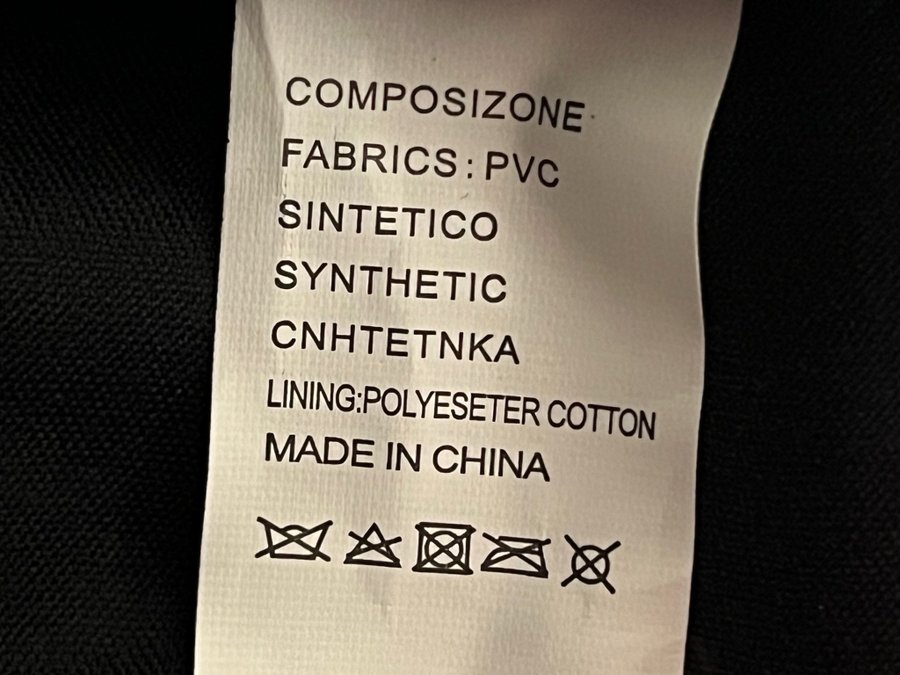 COMPOSIZONE
FABRICS: PVC
SINTETICO
SYNTHETIC
CNHTETNKA
LINING:POLYESETER COTTON
MADE IN CHINA